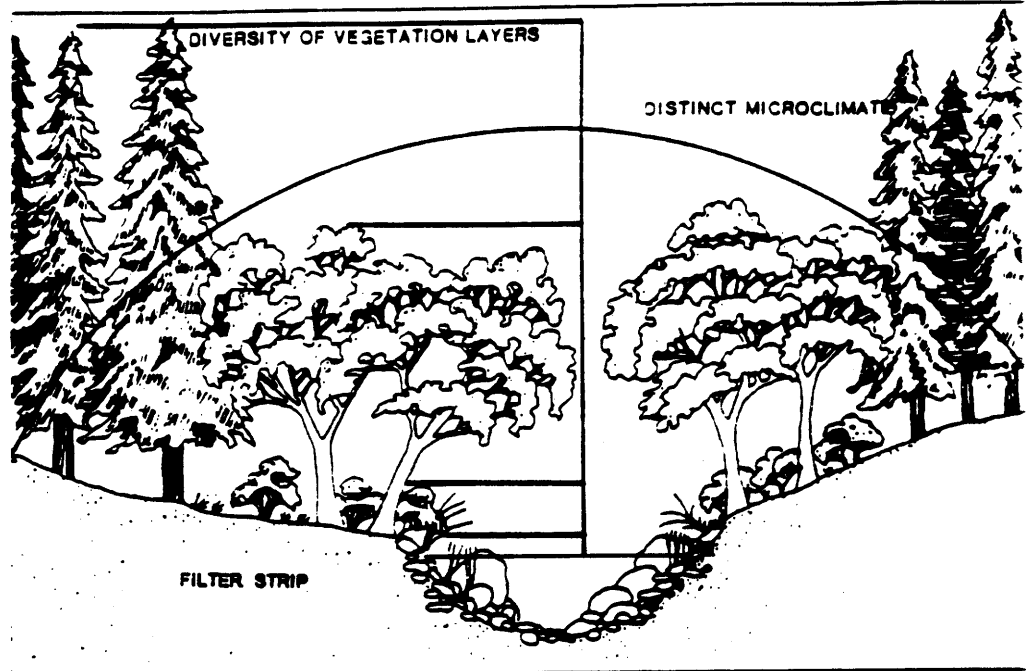 DIVERSITY OF VEGETATION LAYERS
DISTINCT MICROCLIMATE
FILTER STRIP